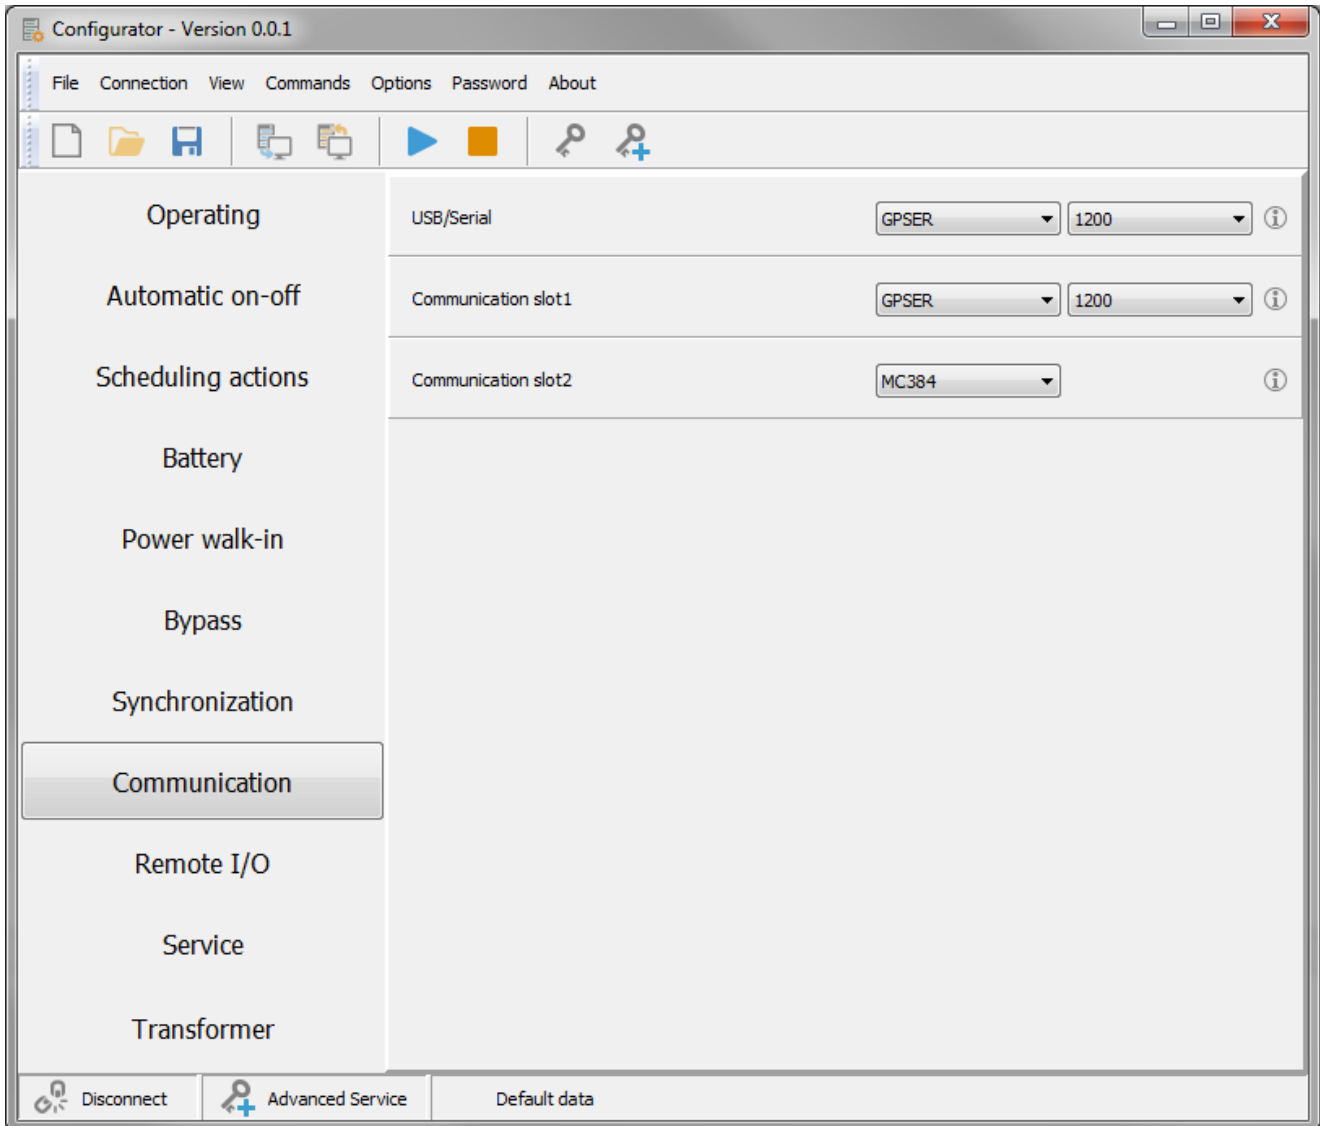 Configurator - Version 0.0.1
File Connection View Commands Options Password About
Operating
USB/Serial GPSER 1200
Automatic on-off
Communication slot1 GPSER 1200
Scheduling actions
Communication slot2 MC384
Battery
Power walk-in
Bypass
Synchronization
Communication
Remote I/O
Service
Transformer
Disconnect Advanced Service Default data